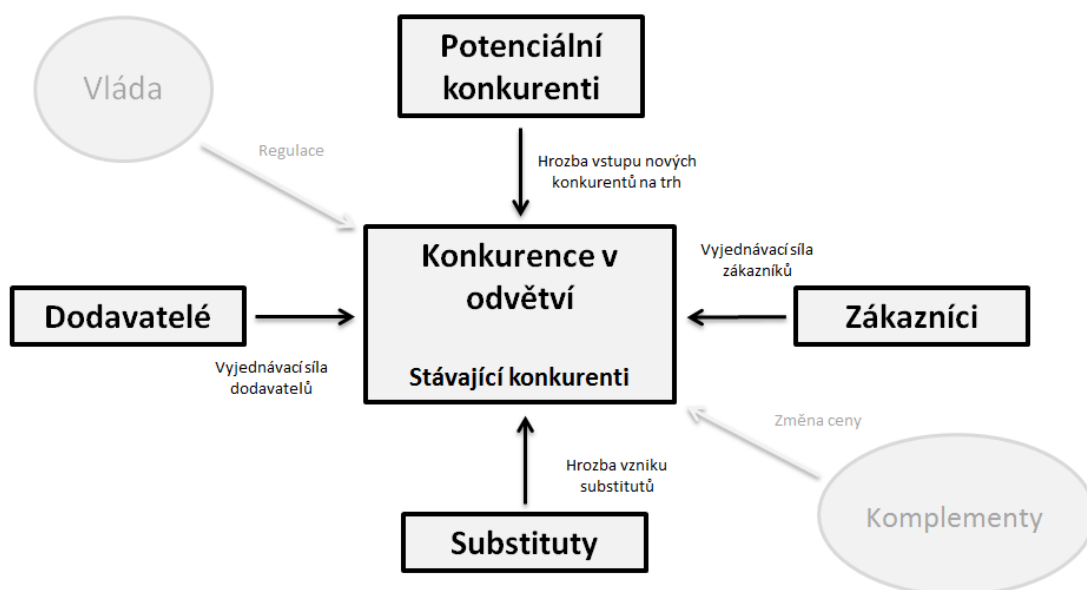 Potenciální
konkurenti
Vláda
Regulace
Hrozba vstupu nových
konkurentů na trh
Konkurence v
odvětví
Stávající konkurenti
Vyjednávací síla
zákazníků
Dodavatelé
Zákazníci
Vyjednávací síla
dodavatelů
Změna ceny
Hrozba vzniku
substitutů
Komplementy
Substituty